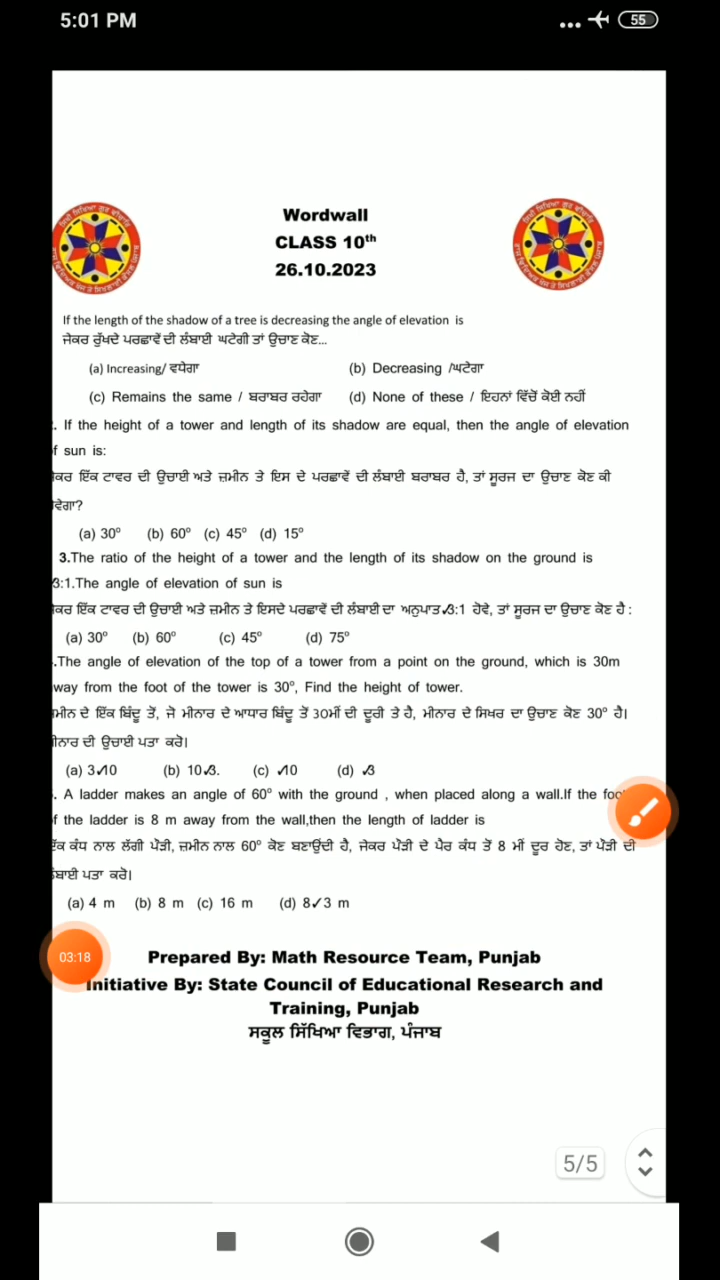 5:01 PM
55
Wordwall
CLASS 10th
26.10.2023
If the length of the shadow of a tree is decreasing the angle of elevation is
ਜੇਕਰ ਰੁੱਖਦੇ ਪਰਛਾਵੇਂ ਦੀ ਲੰਬਾਈ ਘਟੇਗੀ ਤਾਂ ਉਚਾਣ ਕੋਣ...
(a) Increasing/ ਵਧੇਗਾ (b) Decreasing /ਘਟੇਗਾ
(c) Remains the same / ਬਰਾਬਰ ਰਹੇਗਾ (d) None of these / ਇਹਨਾਂ ਵਿੱਚੋਂ ਕੋਈ ਨਹੀਂ
. If the height of a tower and length of its shadow are equal, then the angle of elevation
f sun is:
ਕਰ ਇੱਕ ਟਾਵਰ ਦੀ ਉਚਾਈ ਅਤੇ ਜ਼ਮੀਨ ਤੇ ਇਸ ਦੇ ਪਰਛਾਵੇਂ ਦੀ ਲੰਬਾਈ ਬਰਾਬਰ ਹੈ, ਤਾਂ ਸੂਰਜ ਦਾ ਉਚਾਣ ਕੋਣ ਕੀ
ਵੇਗਾ?
(a) 30° (b) 60° (c) 45° (d) 15°
3.The ratio of the height of a tower and the length of its shadow on the ground is
3:1.The angle of elevation of sun is
ਕਰ ਇੱਕ ਟਾਵਰ ਦੀ ਉਚਾਈ ਅਤੇ ਜ਼ਮੀਨ ਤੇ ਇਸਦੇ ਪਰਛਾਵੇਂ ਦੀ ਲੰਬਾਈ ਦਾ ਅਨੁਪਾਤ √3:1 ਹੋਵੇ, ਤਾਂ ਸੂਰਜ ਦਾ ਉਚਾਣ ਕੋਣ ਹੈ :
(a) 30° (b) 60° (c) 45° (d) 75°
.The angle of elevation of the top of a tower from a point on the ground, which is 30m
way from the foot of the tower is 30°, Find the height of tower.
ਮੀਨ ਦੇ ਇੱਕ ਬਿੰਦੂ ਤੋਂ, ਜੋ ਮੀਨਾਰ ਦੇ ਆਧਾਰ ਬਿੰਦੂ ਤੋਂ 30ਮੀਂ ਦੀ ਦੂਰੀ ਤੇ ਹੈ, ਮੀਨਾਰ ਦੇ ਸਿਖਰ ਦਾ ਉਚਾਣ ਕੋਣ 30° ਹੈ।
ੀਨਾਰ ਦੀ ਉਚਾਈ ਪਤਾ ਕਰੋ।
(a) 3√10 (b) 10√3. (c) √10 (d) √3
. A ladder makes an angle of 60° with the ground , when placed along a wall.If the foo
f the ladder is 8 m away from the wall,then the length of ladder is
ੱਕ ਕੰਧ ਨਾਲ ਲੱਗੀ ਪੌੜੀ, ਜ਼ਮੀਨ ਨਾਲ 60° ਕੋਣ ਬਣਾਉਂਦੀ ਹੈ, ਜੇਕਰ ਪੌੜੀ ਦੇ ਪੈਰ ਕੰਧ ਤੋਂ 8 ਮੀਂ ਦੂਰ ਹੋਣ, ਤਾਂ ਪੌੜੀ ਦੀ
ੰਬਾਈ ਪਤਾ ਕਰੋ।
(a) 4 m (b) 8 m (c) 16 m (d) 8√3 m
03:18
Prepared By: Math Resource Team, Punjab
Initiative By: State Council of Educational Research and
Training, Punjab
ਸਕੂਲ ਸਿੱਖਿਆ ਵਿਭਾਗ, ਪੰਜਾਬ
5/5